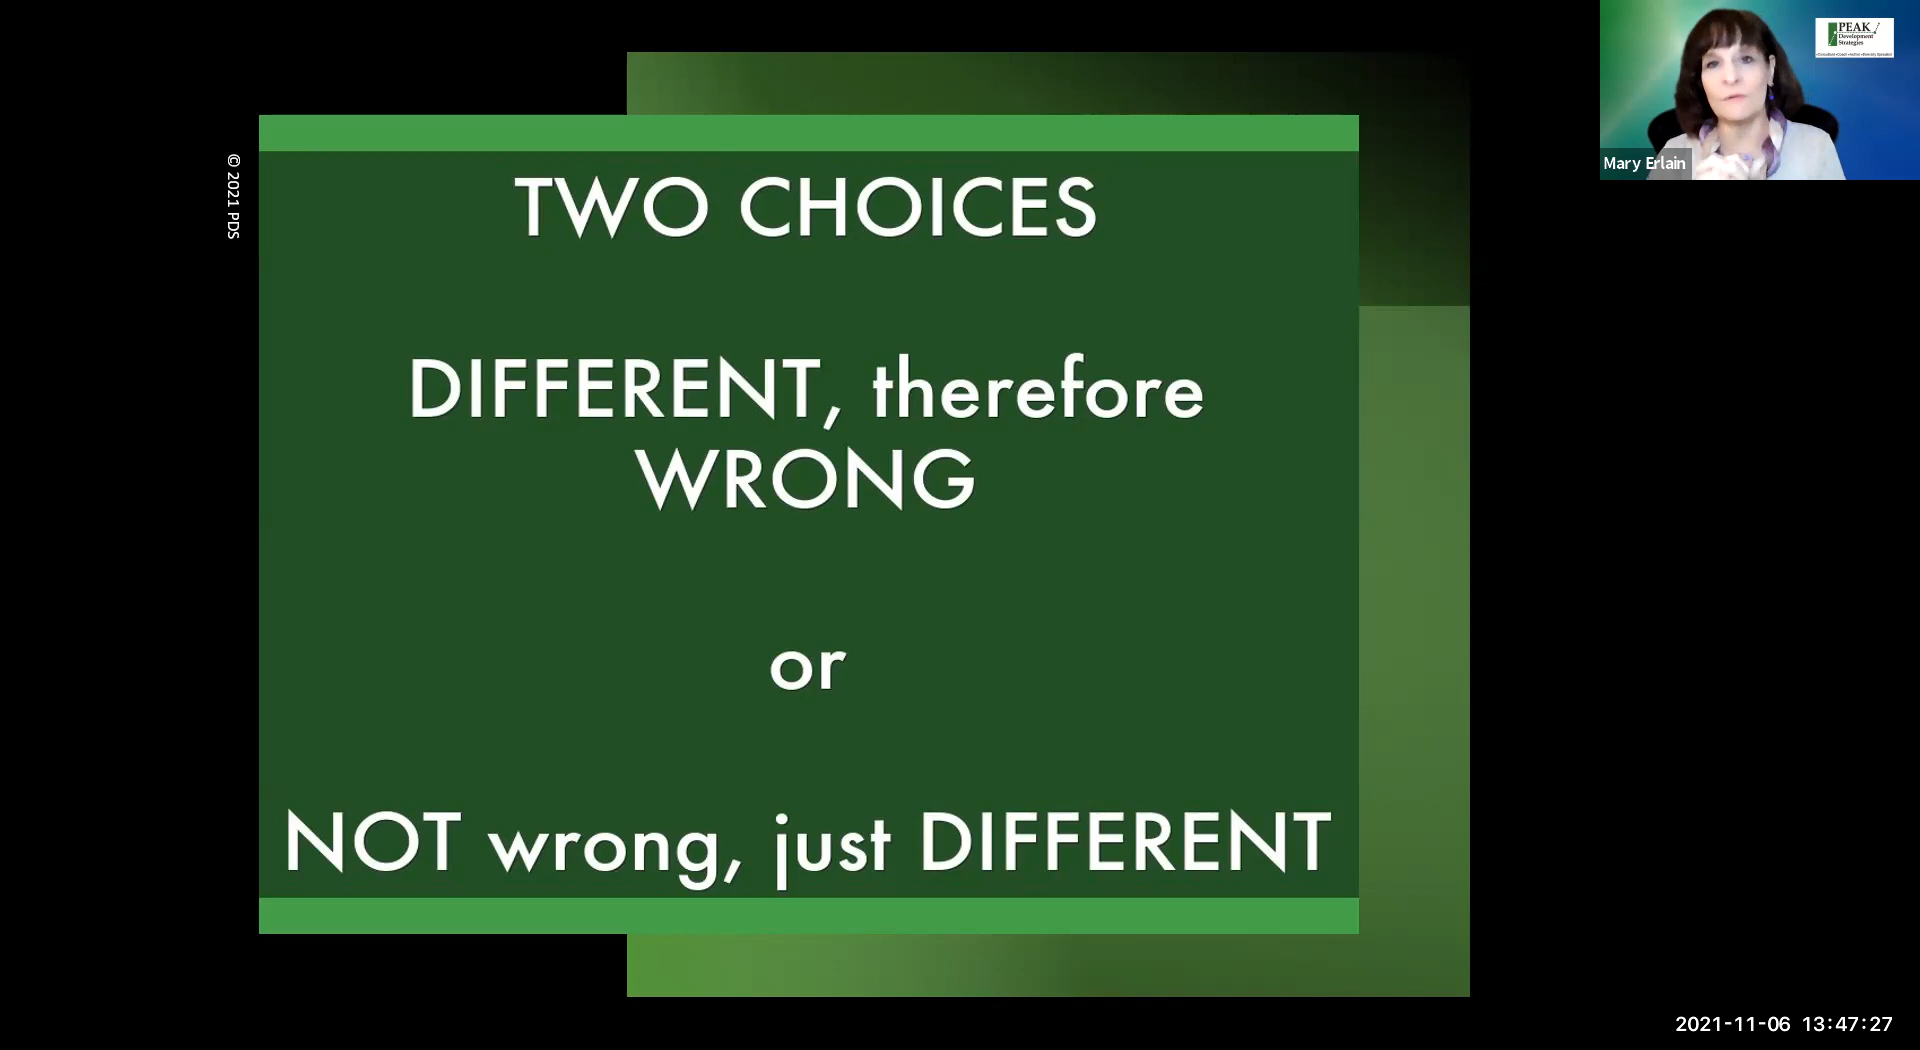 TWO CHOICES
DIFFERENT, therefore
WRONG
or
NOT wrong, just DIFFERENT
© 2021 PDS
PEAK
Development
Strategies
Mary Erlain
2021-11-06 13:47:27